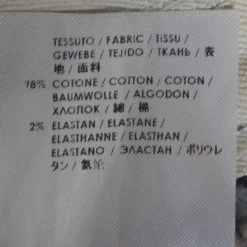 TESSUTO / FABRIC / TISSU /
GEWEBE / TEJIDO / ТКАНЬ / 表
地 / 面料
98% COTONE / COTTON / COTON /
BAUMWOLLE / ALGODON /
ХЛОПОК / 綿 / 棉
2% ELASTAN / ELASTANE /
ELASTHANNE / ELASTHAN /
ELASTANO / ЭЛАСТАН / ポリウレ
タン / 氨纶